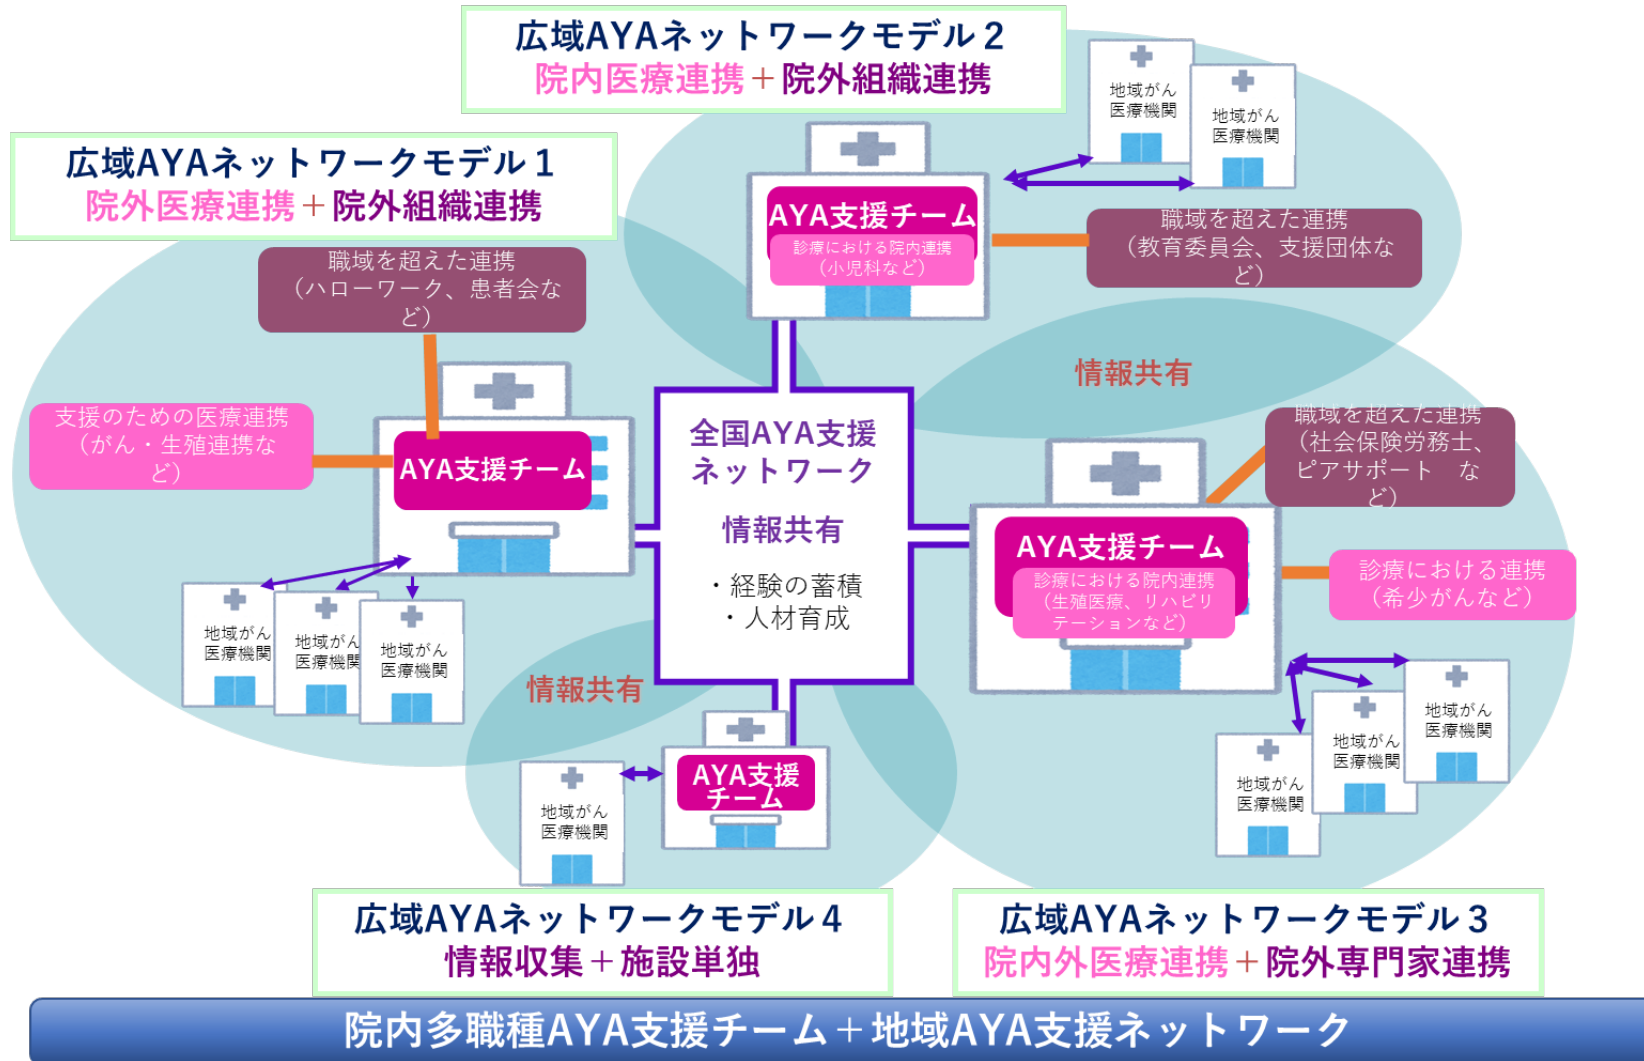 広域AYAネットワークモデル２
院内医療連携＋院外組織連携
地域がん
医療機関
地域がん
医療機関
広域AYAネットワークモデル１
院外医療連携＋院外組織連携
AYA支援チーム
診療における院内連携
（小児科など）
職域を超えた連携
（教育委員会、支援団体な
ど）
職域を超えた連携
（ハローワーク、患者会な
ど）
情報共有
支援のための医療連携
（がん・生殖連携な
ど）
AYA支援チーム
全国AYA支援
ネットワーク
情報共有
・経験の蓄積
・人材育成
職域を超えた連携
（社会保険労務士、
ピアサポート　な
ど）
AYA支援チーム
診療における院内連携
（生殖医療、リハビリ
テーションなど）
診療における連携
（希少がんなど）
地域がん
医療機関
地域がん
医療機関
地域がん
医療機関
情報共有
AYA支援
チーム
地域がん
医療機関
地域がん
医療機関
地域がん
医療機関
地域がん
医療機関
広域AYAネットワークモデル４
情報収集＋施設単独
広域AYAネットワークモデル３
院内外医療連携＋院外専門家連携
院内多職種AYA支援チーム＋地域AYA支援ネットワーク